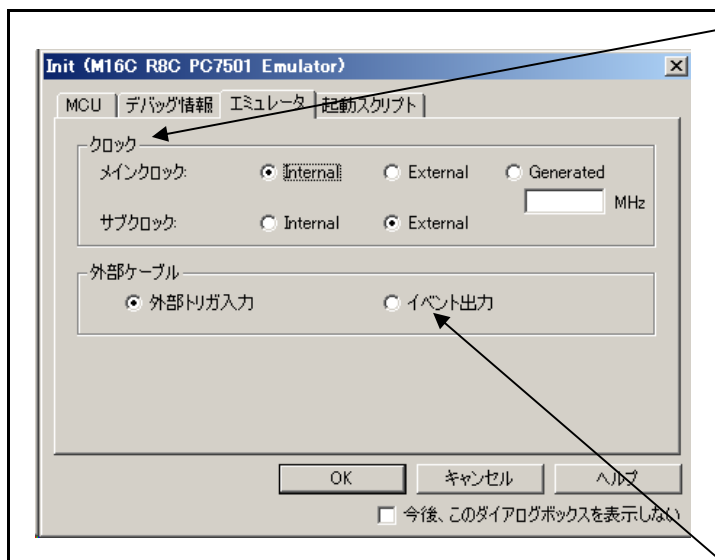 Init (M16C R8C PC7501 Emulator)
MCU デバッグ情報 エミュレータ 起動スクリプト
クロック
メインクロック: Internal External Generated
MHz
サブクロック: Internal External
外部ケーブル
外部トリガ入力 イベント出力
OK キャンセル ヘルプ
今後、このダイアログボックスを表示しない